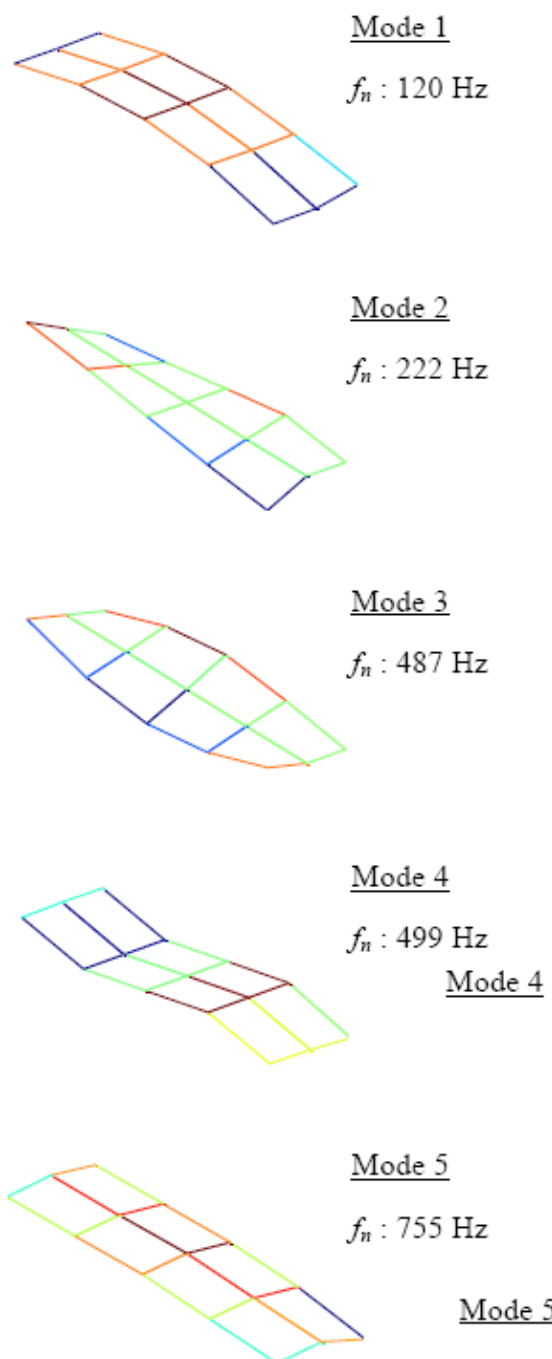 Mode 1
fn : 120 Hz
Mode 2
fn : 222 Hz
Mode 3
fn : 487 Hz
Mode 4
fn : 499 Hz
Mode 4
Mode 5
fn : 755 Hz
Mode 5